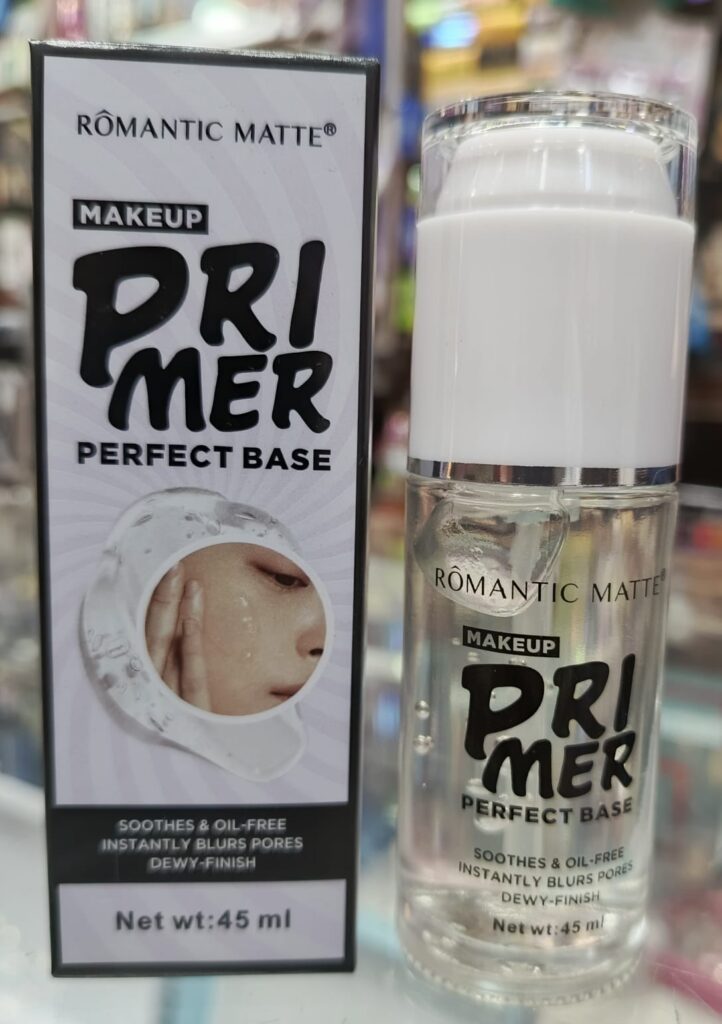 RÔMANTIC MATTE®
MAKEUP
PRI
MER
PERFECT BASE
SOOTHES & OIL-FREE
INSTANTLY BLURS PORES
DEWY-FINISH
Net wt:45 ml
RÔMANTIC MATTE®
MAKEUP
PRI
MER
PERFECT BASE
SOOTHES & OIL-FREE
INSTANTLY BLURS PORES
DEWY-FINISH
Net wt:45 ml